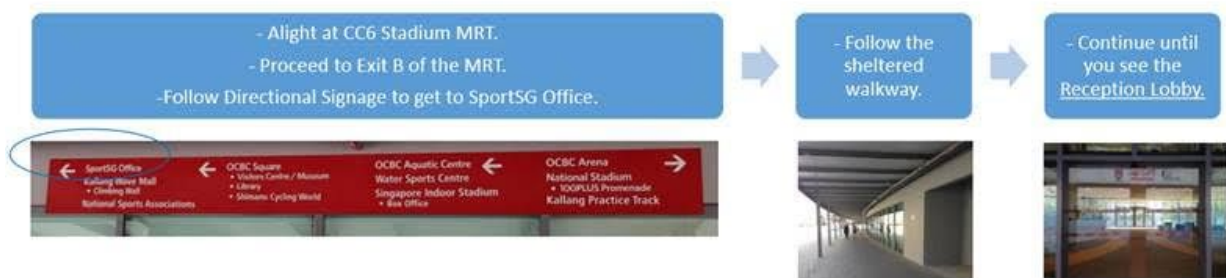 - Alight at CC6 Stadium MRT.
- Proceed to Exit B of the MRT.
-Follow Directional Signage to get to SportSG Office.
- Follow the
sheltered
walkway.
- Continue until
you see the
Reception Lobby.
← SportSG Office
Kallang Wave Mall
• Climbing Wall
National Sports Associations
← OCBC Square
• Visitors Centre / Museum
• Library
• Shimano Cycling World
OCBC Aquatic Centre ←
Water Sports Centre
Singapore Indoor Stadium
• Box Office
OCBC Arena →
National Stadium
• 100PLUS Promenade
Kallang Practice Track